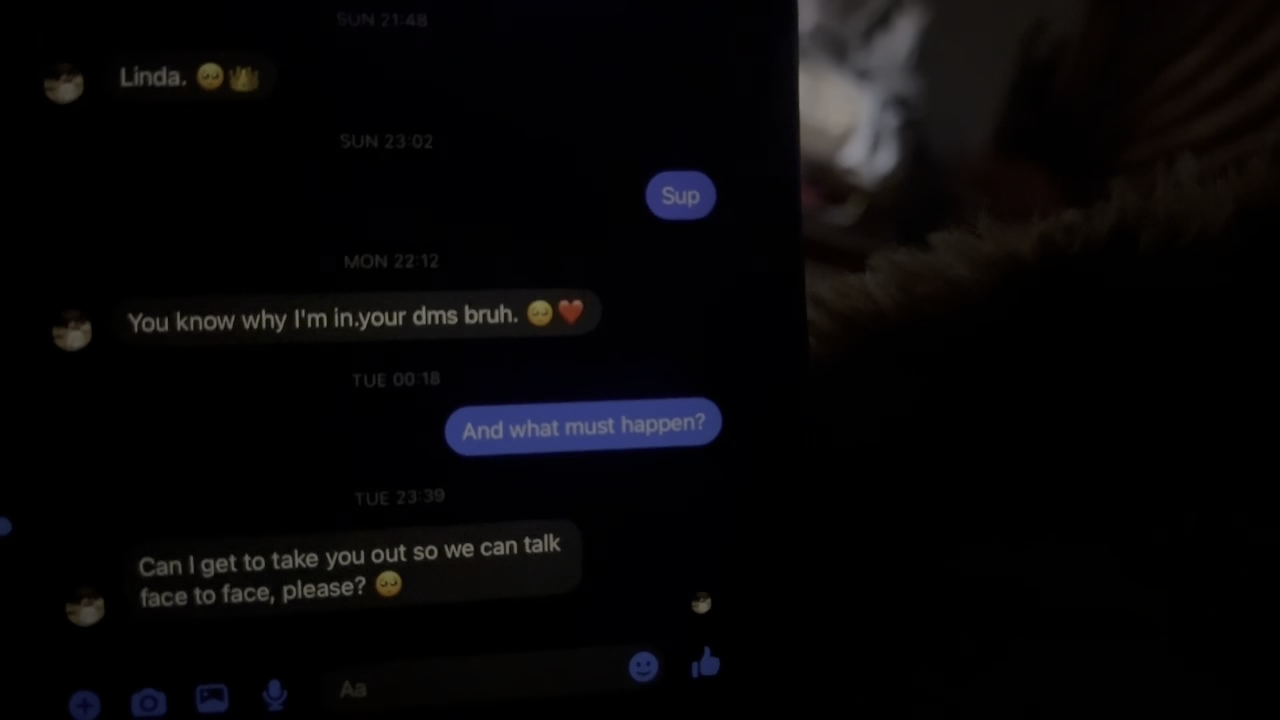 SUN 21:48
Linda. 🥺👑
SUN 23:02
Sup
MON 22:12
You know why I'm in.your dms bruh. 🥺❤️
TUE 00:18
And what must happen?
TUE 23:39
Can I get to take you out so we can talk
face to face, please? 🥺
Aa